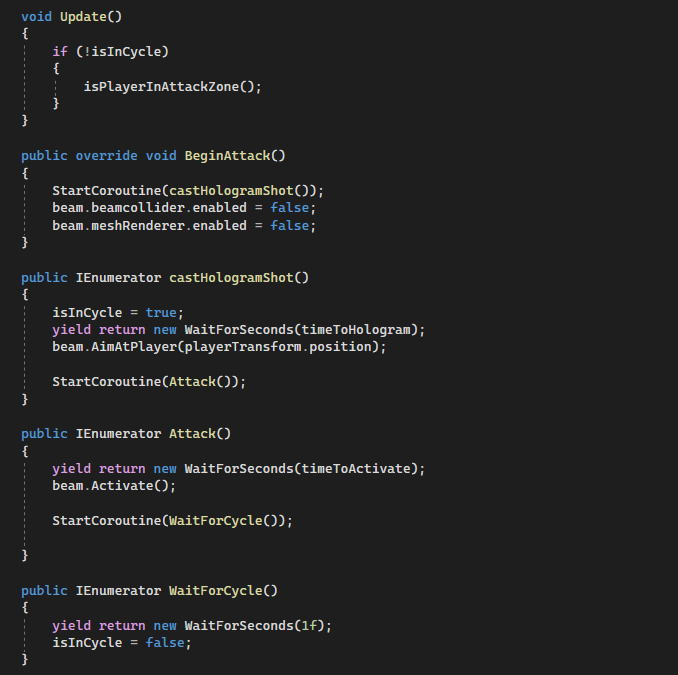 void Update()
{
if (!isInCycle)
{
isPlayerInAttackZone();
}
}
public override void BeginAttack()
{
StartCoroutine(castHologramShot());
beam.beamcollider.enabled = false;
beam.meshRenderer.enabled = false;
}
public IEnumerator castHologramShot()
{
isInCycle = true;
yield return new WaitForSeconds(timeToHologram);
beam.AimAtPlayer(playerTransform.position);
StartCoroutine(Attack());
}
public IEnumerator Attack()
{
yield return new WaitForSeconds(timeToActivate);
beam.Activate();
StartCoroutine(WaitForCycle());
}
public IEnumerator WaitForCycle()
{
yield return new WaitForSeconds(1f);
isInCycle = false;
}